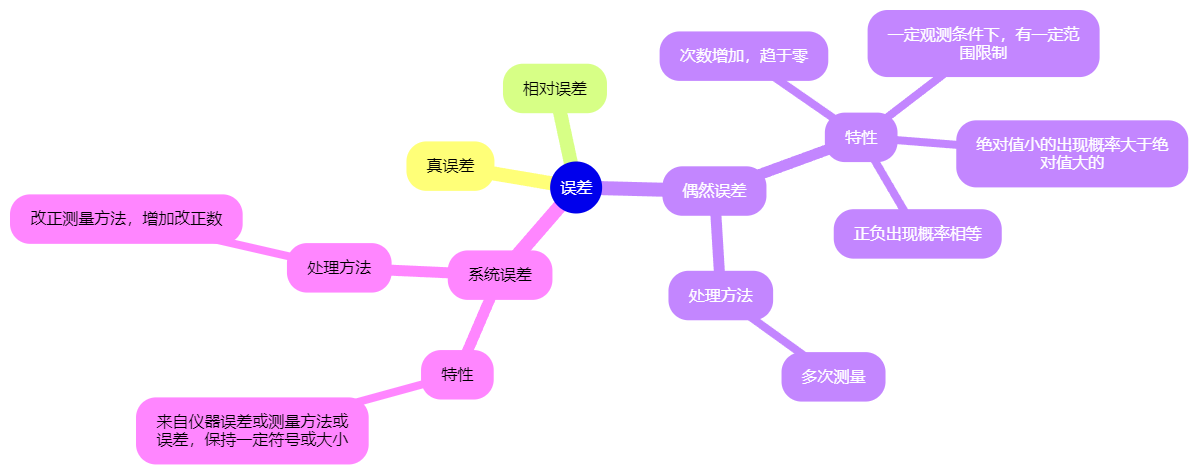 误差
真误差
相对误差
偶然误差
特性
次数增加，趋于零
一定观测条件下，有一定范
围限制
绝对值小的出现概率大于绝
对值大的
正负出现概率相等
处理方法
多次测量
系统误差
处理方法
改正测量方法，增加改正数
特性
来自仪器误差或测量方法或
误差，保持一定符号或大小